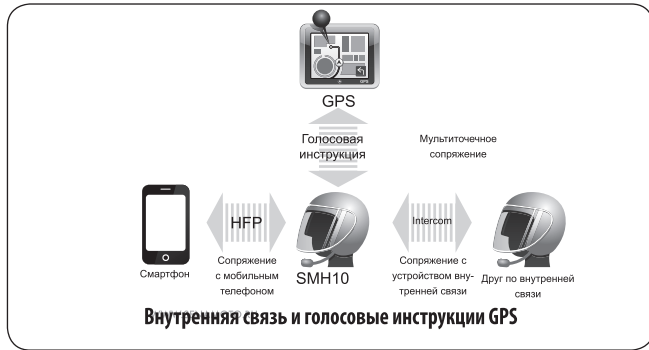 GPS
GPS
Голосовая
инструкция
Мультиточечное
сопряжение
HFP
Intercom
Смартфон
Сопряжение
с мобильным
телефоном
SMH10
Сопряжение с
устройством вну-
тренней связи
Друг по внутренней
связи
Внутренняя связь и голосовые инструкции GPS